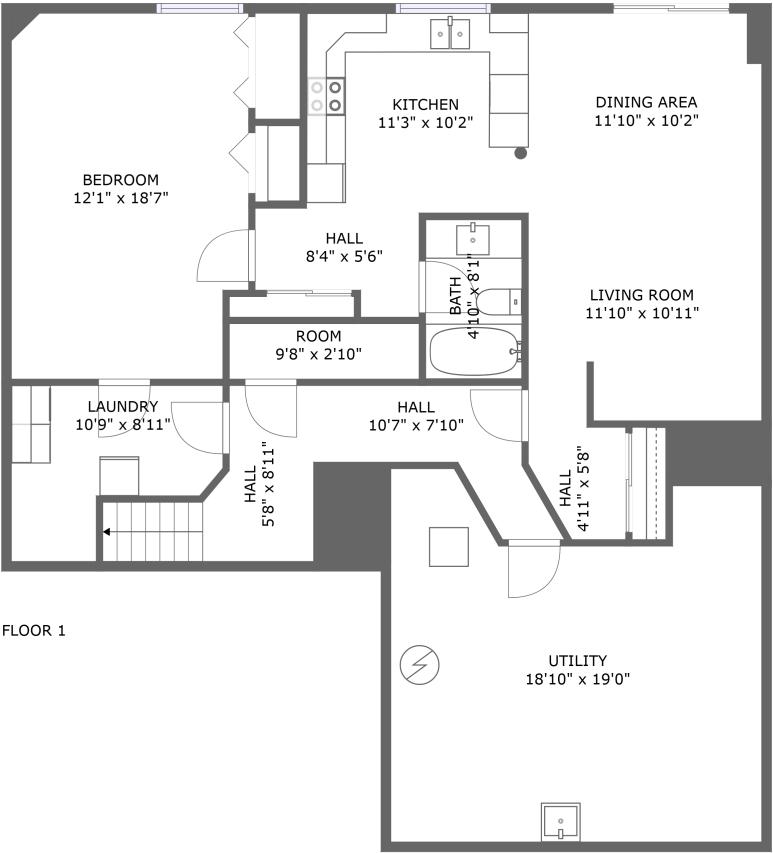 KITCHEN
11'3" x 10'2"
DINING AREA
11'10" x 10'2"
BEDROOM
12'1" x 18'7"
HALL
8'4" x 5'6"
BATH
4'10" x 8'1"
LIVING ROOM
11'10" x 10'11"
ROOM
9'8" x 2'10"
LAUNDRY
10'9" x 8'11"
HALL
10'7" x 7'10"
HALL
5'8" x 8'11"
HALL
4'11" x 5'8"
FLOOR 1
UTILITY
18'10" x 19'0"